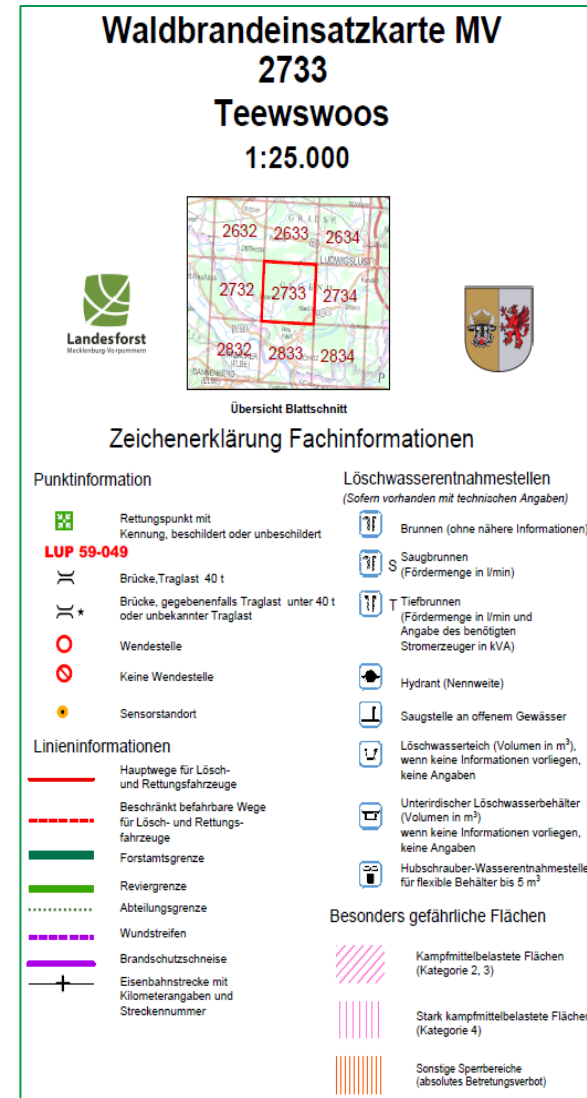 Waldbrandeinsatzkarte MV
2733
Teewswoos
1:25.000
2632 2633 2634
LUDWIGSLUST
2732 2733 2734
2832 2833 2834
(ELBE)
DANNENBERG
(ELBE)
Landesforst
Mecklenburg-Vorpommern
Übersicht Blattschnitt
Zeichenerklärung Fachinformationen
Punktinformation
Rettungspunkt mit
Kennung, beschildert oder unbeschildert
LUP 59-049
Brücke,Traglast 40 t
Brücke, gegebenenfalls Traglast unter 40 t
oder unbekannter Traglast
Wendestelle
Keine Wendestelle
Sensorstandort
Linieninformationen
Hauptwege für Lösch-
und Rettungsfahrzeuge
Beschränkt befahrbare Wege
für Lösch- und Rettungs-
fahrzeuge
Forstamtsgrenze
Reviergrenze
Abteilungsgrenze
Wundstreifen
Brandschutzschneise
Eisenbahnstrecke mit
Kilometerangaben und
Streckennummer
Löschwasserentnahmestellen
(Sofern vorhanden mit technischen Angaben)
Brunnen (ohne nähere Informationen)
S Saugbrunnen
(Fördermenge in l/min)
T Tiefbrunnen
(Fördermenge in l/min und
Angabe des benötigten
Stromerzeuger in kVA)
Hydrant (Nennweite)
Saugstelle an offenem Gewässer
Löschwasserteich (Volumen in m³),
wenn keine Informationen vorliegen,
keine Angaben
Unterirdischer Löschwasserbehälter
(Volumen in m³)
wenn keine Informationen vorliegen,
keine Angaben
Hubschrauber-Wasserentnahmestelle
für flexible Behälter bis 5 m³
Besonders gefährliche Flächen
Kampfmittelbelastete Flächen
(Kategorie 2, 3)
Stark kampfmittelbelastete Flächen
(Kategorie 4)
Sonstige Sperrbereiche
(absolutes Betretungsverbot)